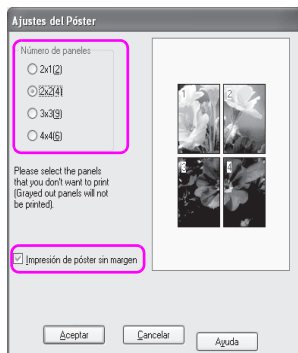 Ajustes del Póster
Número de paneles
2x1(2)
2x2(4)
3x3(9)
4x4(6)
Please select the panels
that you don't want to print
(Grayed out panels will not
be printed).
Impresión de póster sin margen
1 2
3 4
Aceptar Cancelar Ayuda